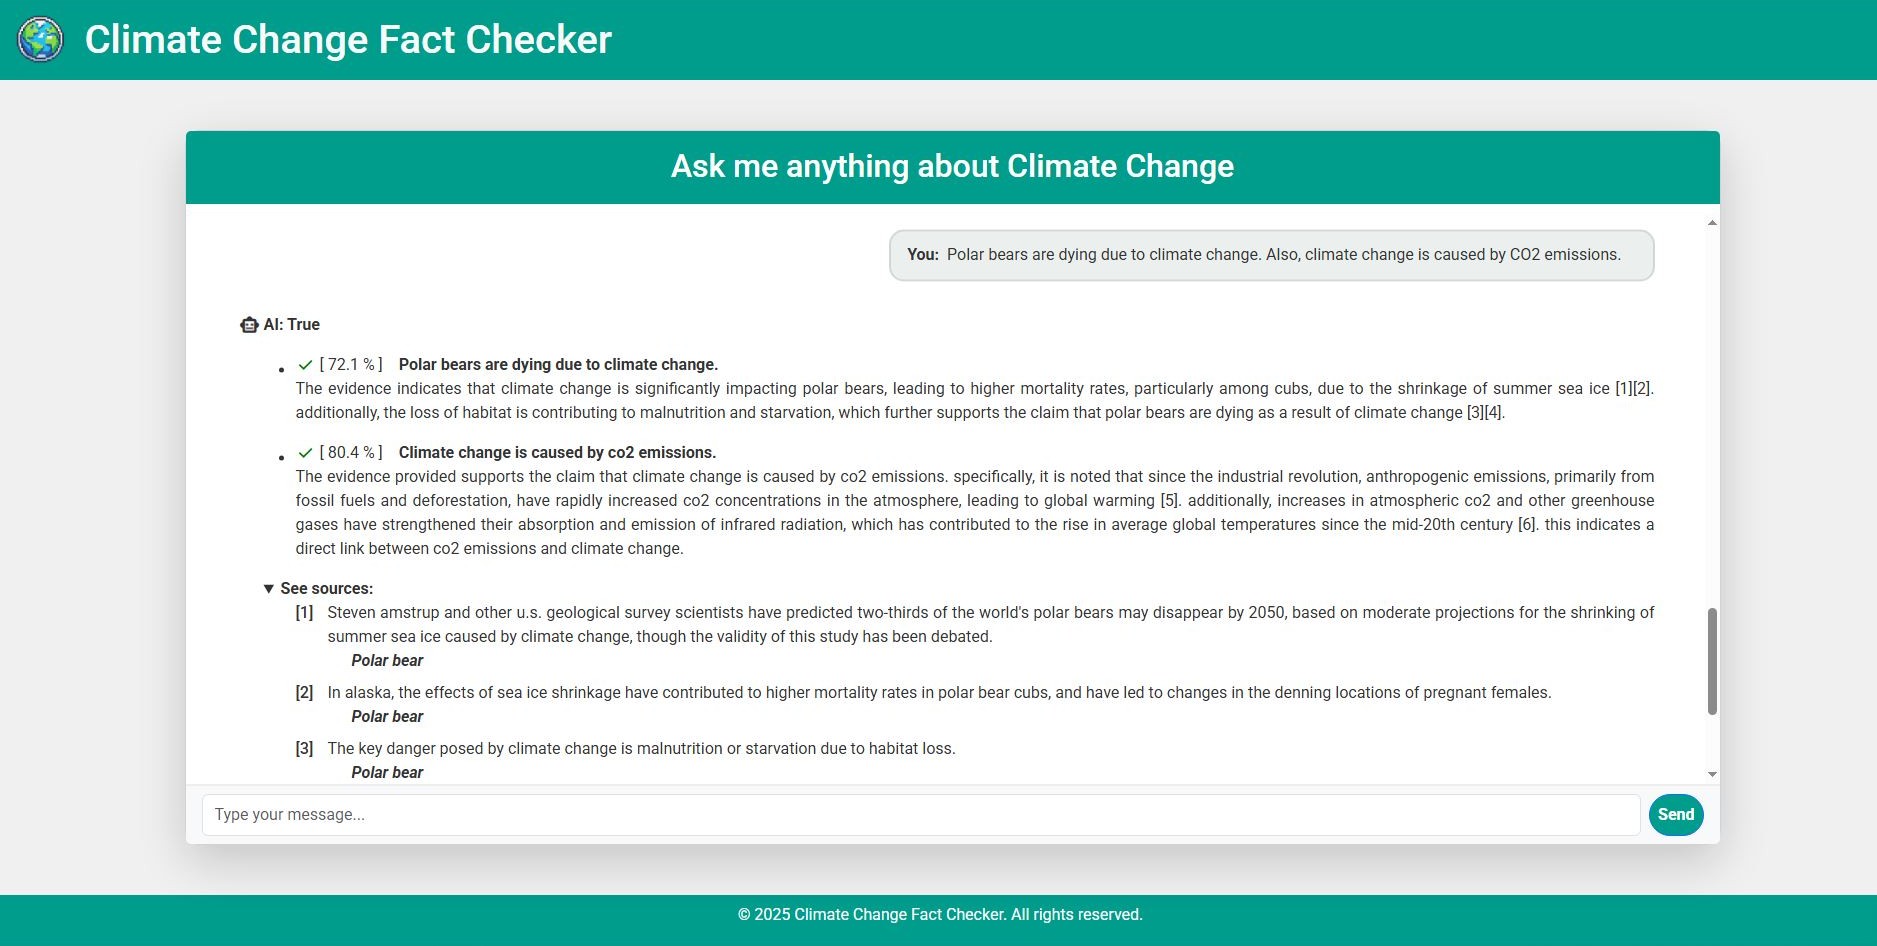 Climate Change Fact Checker
Ask me anything about Climate Change
You: Polar bears are dying due to climate change. Also, climate change is caused by CO2 emissions.
AI: True
[ 72.1 % ] Polar bears are dying due to climate change.
The evidence indicates that climate change is significantly impacting polar bears, leading to higher mortality rates, particularly among cubs, due to the shrinkage of summer sea ice [1][2].
additionally, the loss of habitat is contributing to malnutrition and starvation, which further supports the claim that polar bears are dying as a result of climate change [3][4].
[ 80.4 % ] Climate change is caused by co2 emissions.
The evidence provided supports the claim that climate change is caused by co2 emissions. specifically, it is noted that since the industrial revolution, anthropogenic emissions, primarily from
fossil fuels and deforestation, have rapidly increased co2 concentrations in the atmosphere, leading to global warming [5]. additionally, increases in atmospheric co2 and other greenhouse
gases have strengthened their absorption and emission of infrared radiation, which has contributed to the rise in average global temperatures since the mid-20th century [6]. this indicates a
direct link between co2 emissions and climate change.
See sources:
[1] Steven amstrup and other u.s. geological survey scientists have predicted two-thirds of the world's polar bears may disappear by 2050, based on moderate projections for the shrinking of
summer sea ice caused by climate change, though the validity of this study has been debated.
Polar bear
[2] In alaska, the effects of sea ice shrinkage have contributed to higher mortality rates in polar bear cubs, and have led to changes in the denning locations of pregnant females.
Polar bear
[3] The key danger posed by climate change is malnutrition or starvation due to habitat loss.
Polar bear
Type your message...
Send
© 2025 Climate Change Fact Checker. All rights reserved.